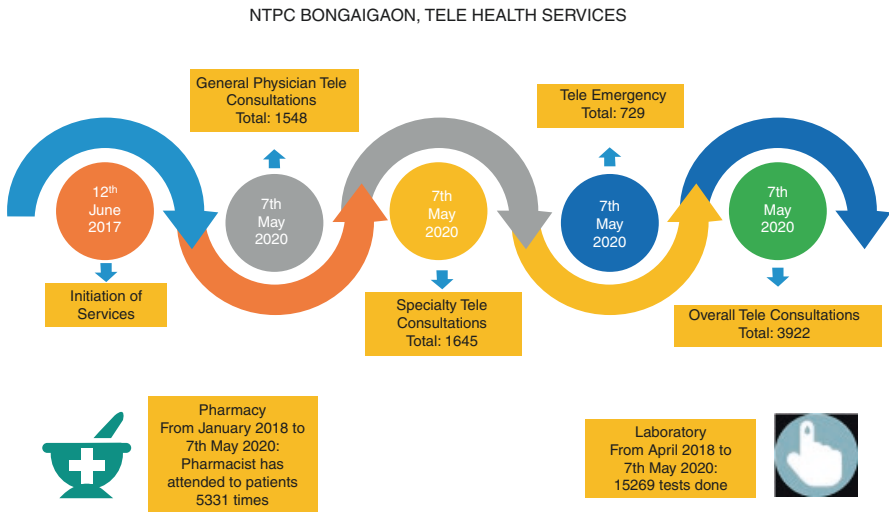 NTPC BONGAIGAON, TELE HEALTH SERVICES
12th
June
2017
Initiation of
Services
General Physician Tele
Consultations
Total: 1548
7th
May
2020
7th
May
2020
Specialty Tele
Consultations
Total: 1645
Tele Emergency
Total: 729
7th
May
2020
7th
May
2020
Overall Tele Consultations
Total: 3922
Pharmacy
From January 2018 to
7th May 2020:
Pharmacist has
attended to patients
5331 times
Laboratory
From April 2018 to
7th May 2020:
15269 tests done